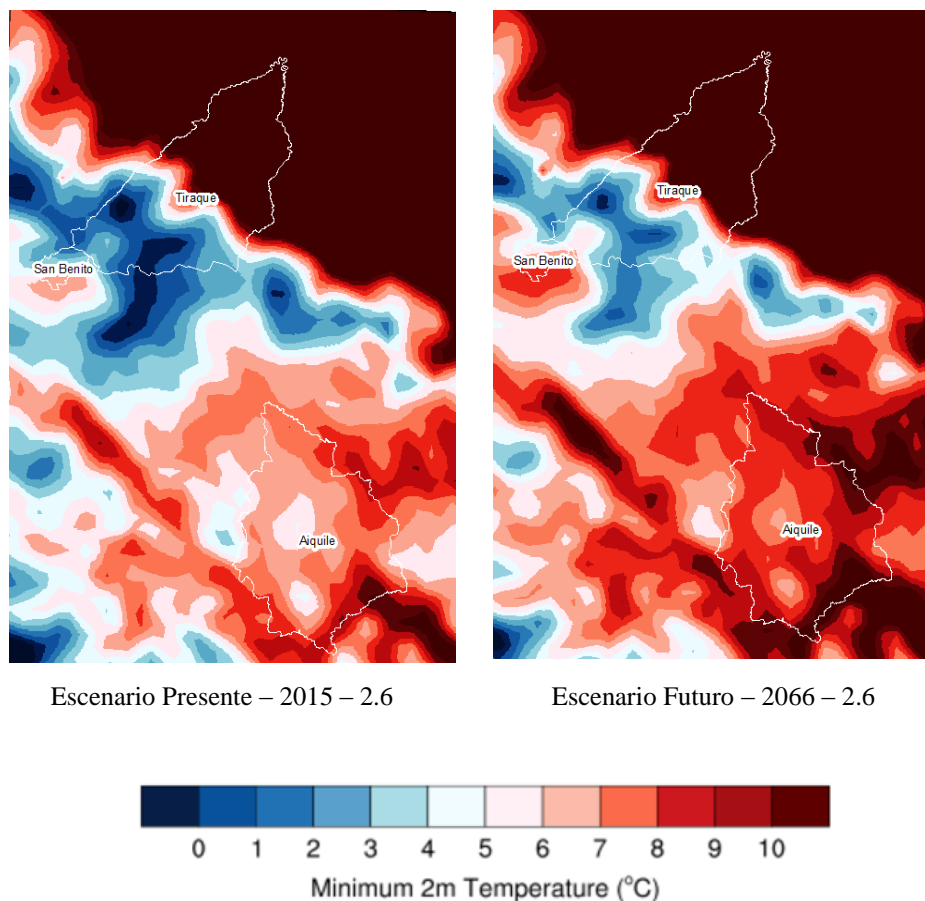 Tiraque
San Benito
Aiquile
Tiraque
San Benito
Aiquile
Escenario Presente – 2015 – 2.6
Escenario Futuro – 2066 – 2.6
0 1 2 3 4 5 6 7 8 9 10
Minimum 2m Temperature (°C)